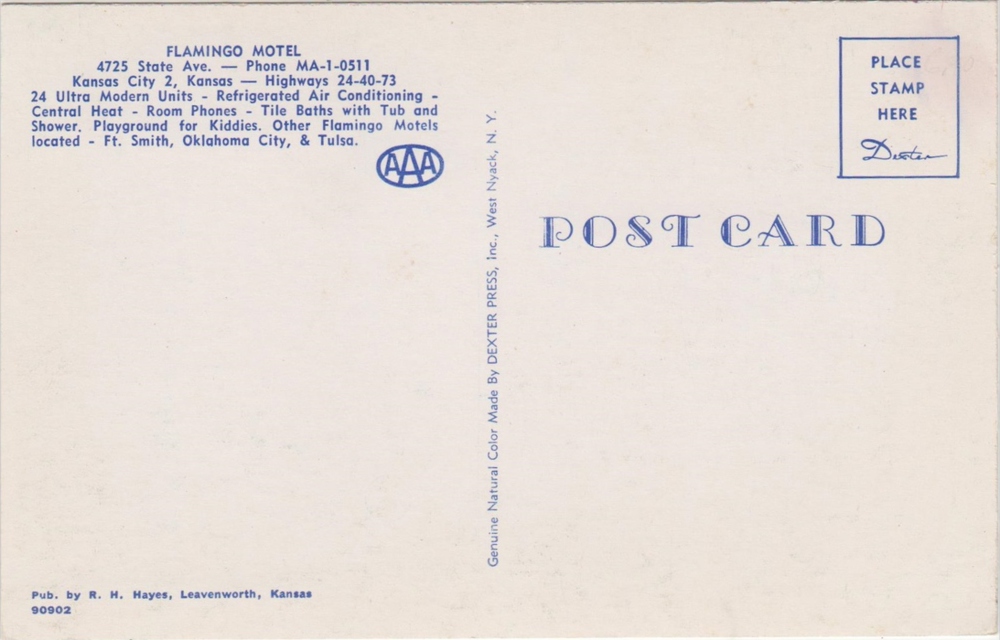 FLAMINGO MOTEL
4725 State Ave. — Phone MA-1-0511
Kansas City 2, Kansas — Highways 24-40-73
24 Ultra Modern Units - Refrigerated Air Conditioning -
Central Heat - Room Phones - Tile Baths with Tub and
Shower. Playground for Kiddies. Other Flamingo Motels
located - Ft. Smith, Oklahoma City, & Tulsa.
AAA
Pub. by R. H. Hayes, Leavenworth, Kansas
90902
Genuine Natural Color Made By DEXTER PRESS, Inc., West Nyack, N. Y.
PLACE
STAMP
HERE
Dexter
POST CARD